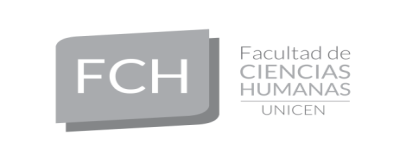 FCH
Facultad de
CIENCIAS
HUMANAS
UNICEN